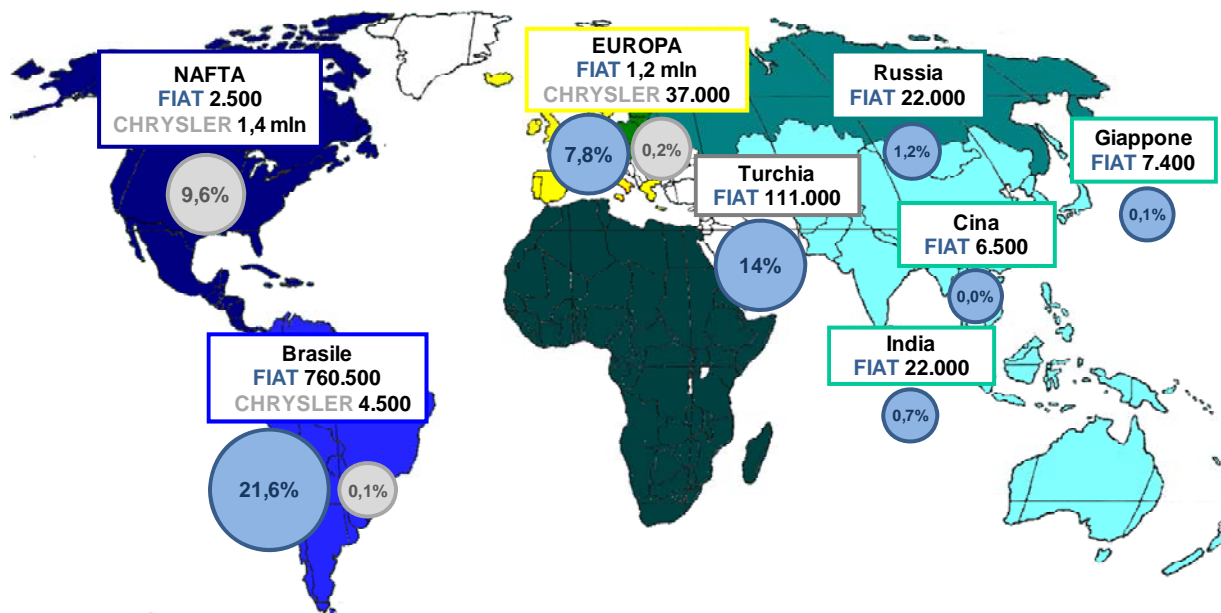 NAFTA
FIAT 2.500
CHRYSLER 1,4 mln
9,6%
EUROPA
FIAT 1,2 mln
CHRYSLER 37.000
7,8%
0,2%
Russia
FIAT 22.000
1,2%
Giappone
FIAT 7.400
0,1%
Turchia
FIAT 111.000
14%
Cina
FIAT 6.500
0,0%
India
FIAT 22.000
0,7%
Brasile
FIAT 760.500
CHRYSLER 4.500
21,6%
0,1%